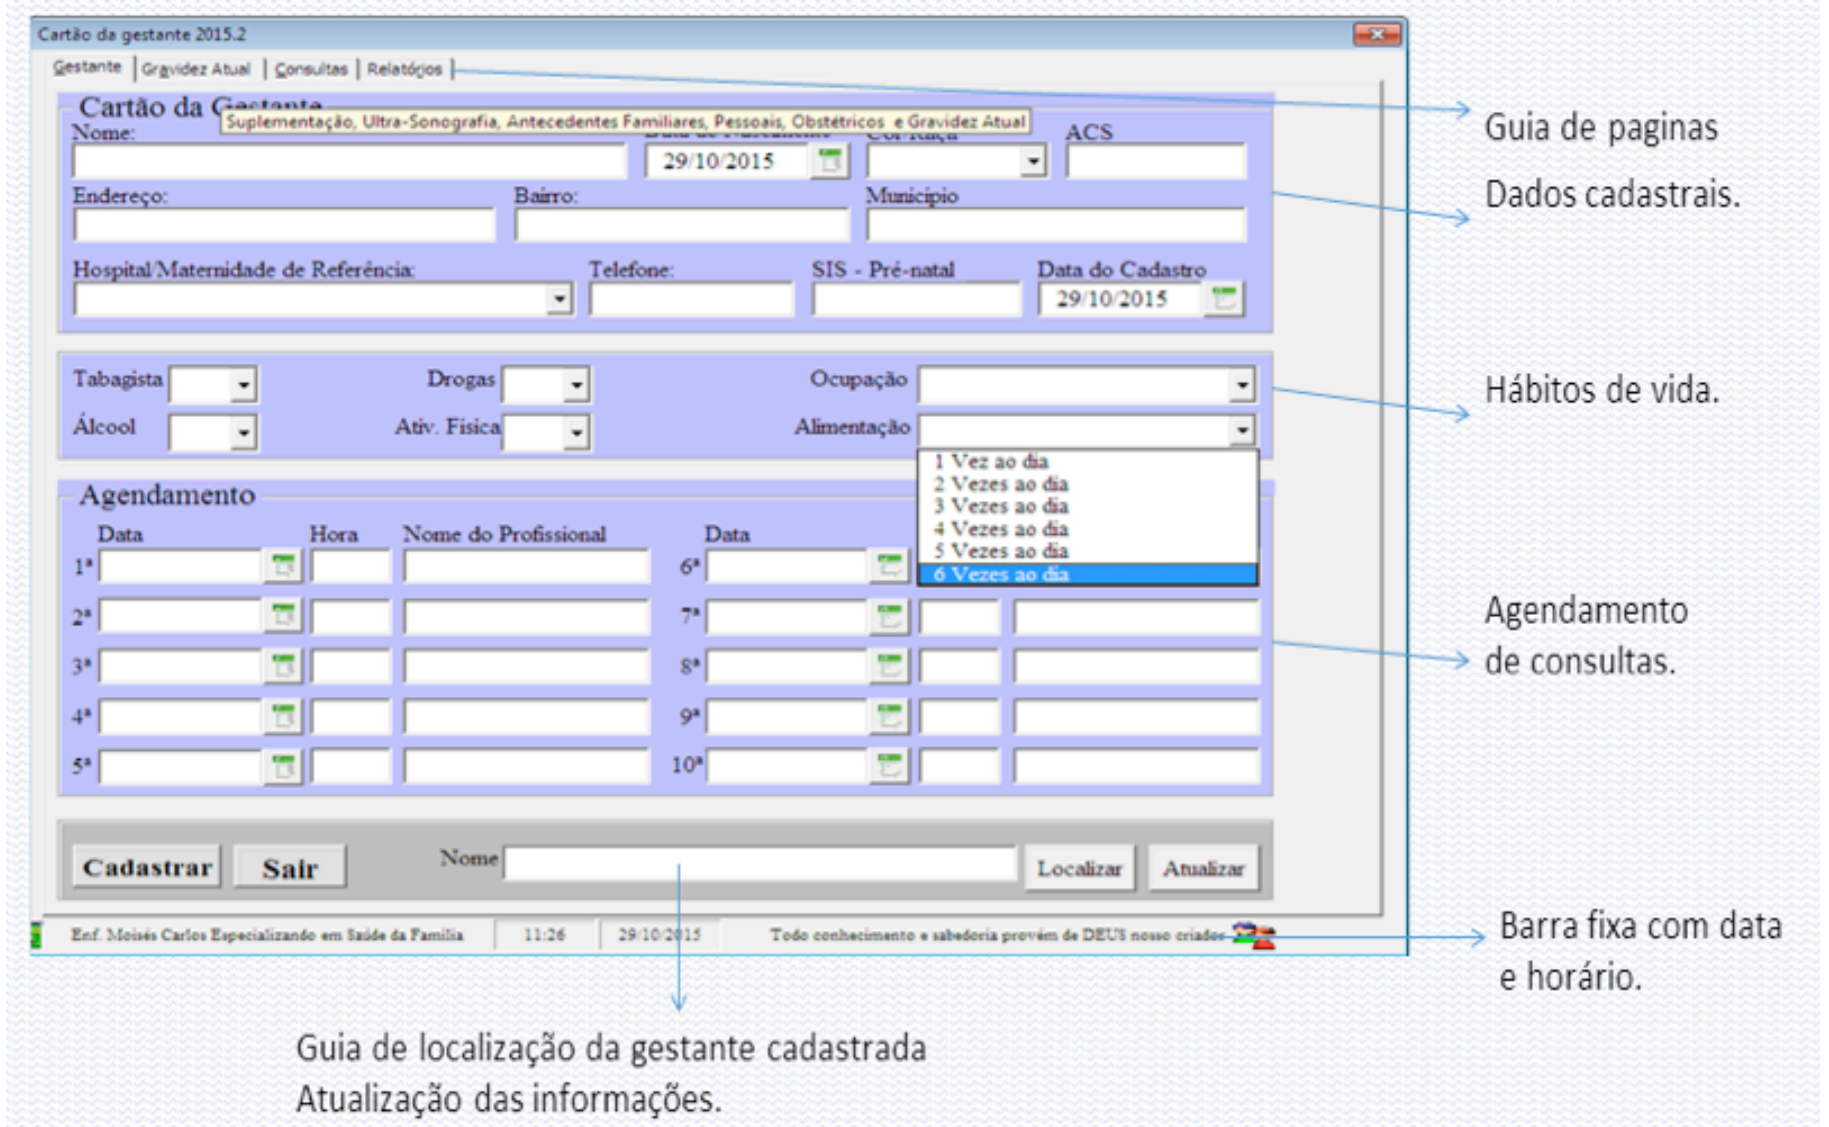 Cartão da gestante 2015.2
Gestante Gravidez Atual Consultas Relatórios
Cartão da Gestante
Suplementação, Ultra-Sonografia, Antecedentes Familiares, Pessoais, Obstétricos e Gravidez Atual
Nome: Data de Nascimento Cor/Raça ACS
29/10/2015
Endereço: Bairro: Município
Hospital/Maternidade de Referência: Telefone: SIS - Pré-natal Data do Cadastro
29/10/2015
Tabagista Drogas Ocupação
Álcool Ativ. Física Alimentação
1 Vez ao dia
2 Vezes ao dia
3 Vezes ao dia
4 Vezes ao dia
5 Vezes ao dia
6 Vezes ao dia
Agendamento
Data Hora Nome do Profissional Data
1ª 6ª
2ª 7ª
3ª 8ª
4ª 9ª
5ª 10ª
Cadastrar Sair Nome Localizar Atualizar
Enf. Moisés Carlos Especializando em Saúde da Família 11:26 29/10/2015 Todo conhecimento e sabedoria provém de DEUS nosso criador
Guia de paginas
Dados cadastrais.
Hábitos de vida.
Agendamento
de consultas.
Barra fixa com data
e horário.
Guia de localização da gestante cadastrada
Atualização das informações.